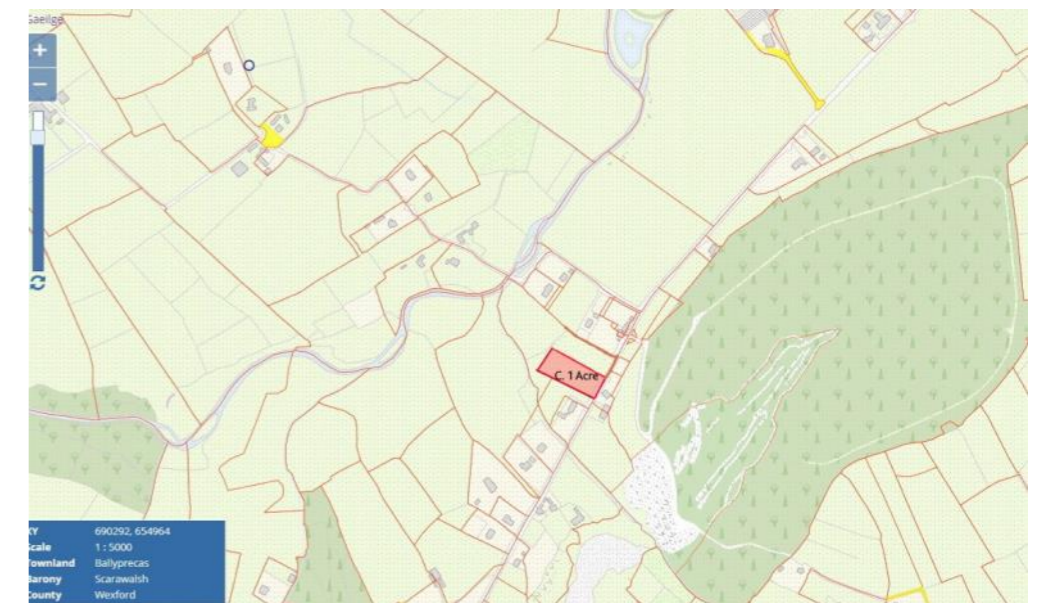 Gaeilge
+
−
C. 1 Acre
XY 690292, 654964
Scale 1 : 5000
Townland Ballyprecas
Barony Scarawalsh
County Wexford